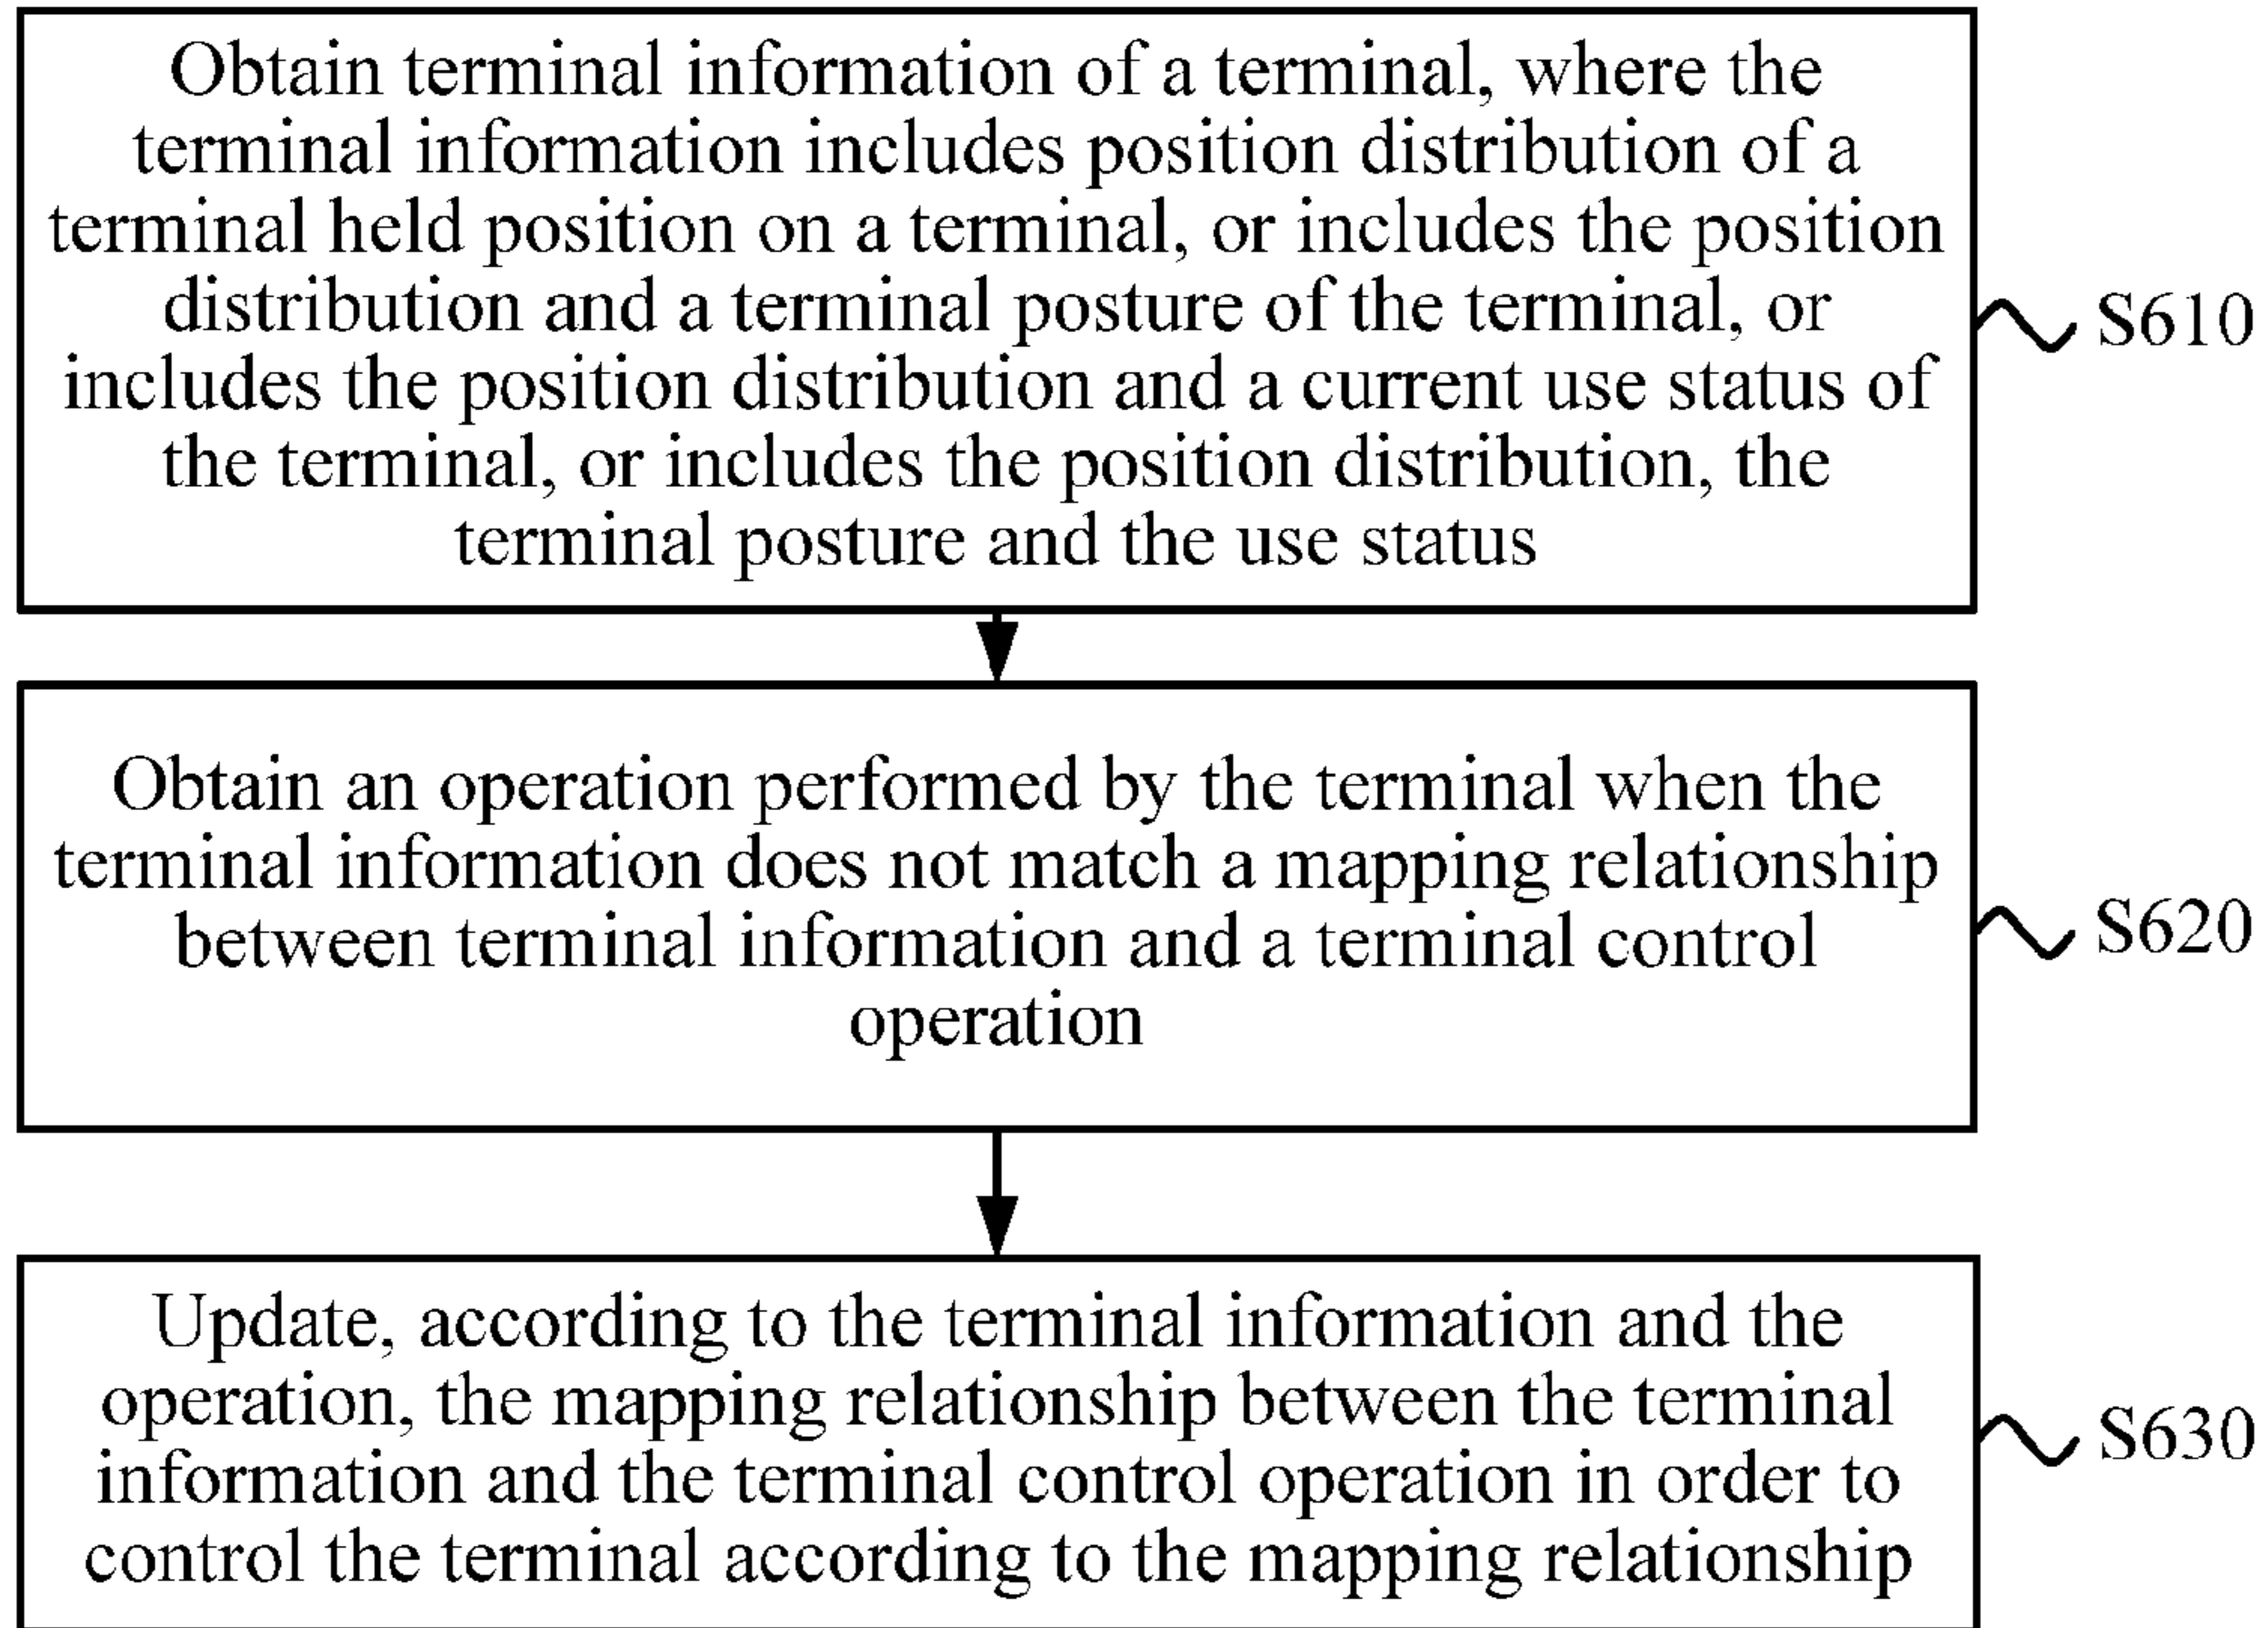 Obtain terminal information of a terminal, where the
terminal information includes position distribution of a
terminal held position on a terminal, or includes the position
distribution and a terminal posture of the terminal, or
includes the position distribution and a current use status of
the terminal, or includes the position distribution, the
terminal posture and the use status
S610
Obtain an operation performed by the terminal when the
terminal information does not match a mapping relationship
between terminal information and a terminal control
operation
S620
Update, according to the terminal information and the
operation, the mapping relationship between the terminal
information and the terminal control operation in order to
control the terminal according to the mapping relationship
S630